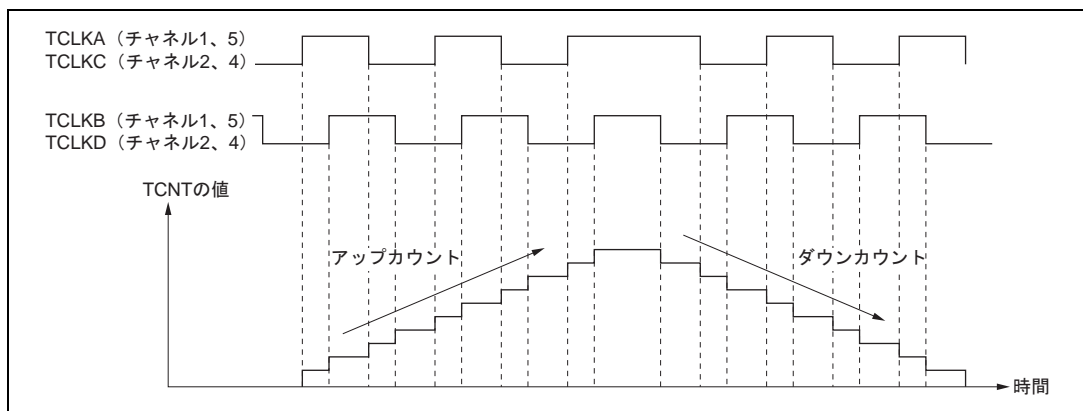 TCLKA（チャネル1、5）
TCLKC（チャネル2、4）
TCLKB（チャネル1、5）
TCLKD（チャネル2、4）
TCNTの値
アップカウント
ダウンカウント
時間